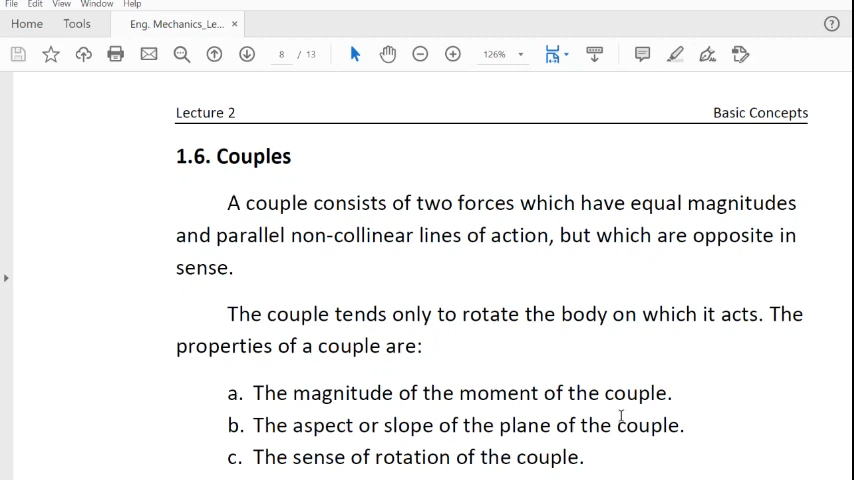 File Edit View Window Help
Home Tools Eng. Mechanics_Le... ×
8 / 13 126%
Lecture 2 Basic Concepts
1.6. Couples
A couple consists of two forces which have equal magnitudes
and parallel non-collinear lines of action, but which are opposite in
sense.
The couple tends only to rotate the body on which it acts. The
properties of a couple are:
a. The magnitude of the moment of the couple.
b. The aspect or slope of the plane of the couple.
c. The sense of rotation of the couple.